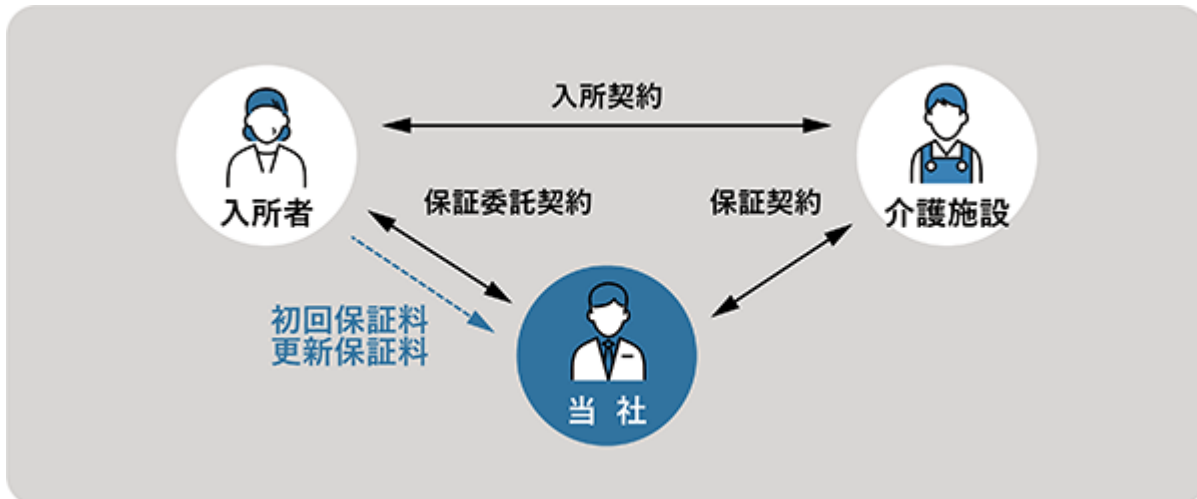 入所契約
入所者
介護施設
保証委託契約
保証契約
初回保証料
更新保証料
当 社